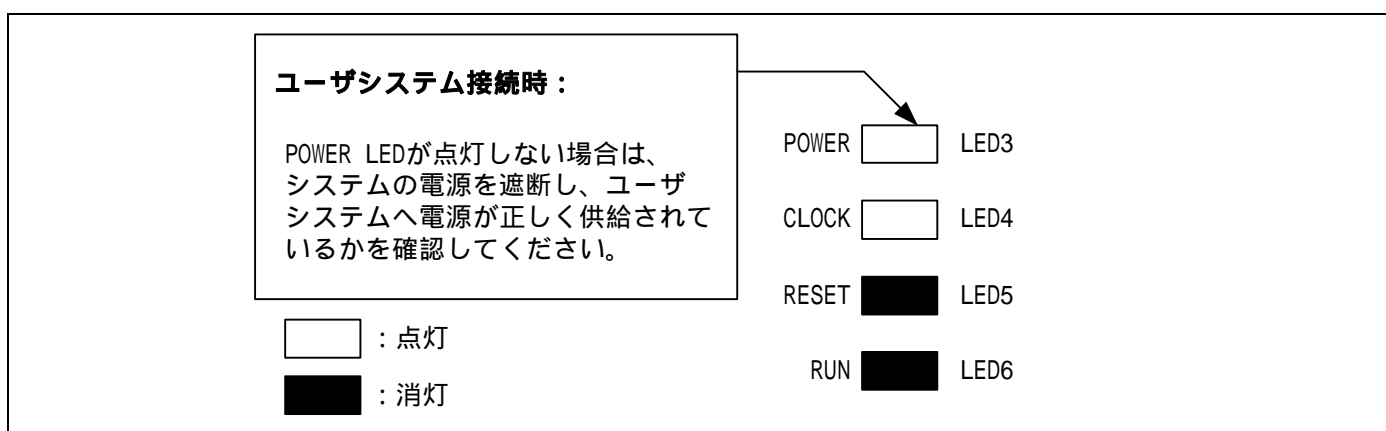 ユーザシステム接続時：
POWER LEDが点灯しない場合は、
システムの電源を遮断し、ユーザ
システムへ電源が正しく供給されて
いるかを確認してください。
POWER LED3
CLOCK LED4
RESET LED5
RUN LED6
：点灯
：消灯